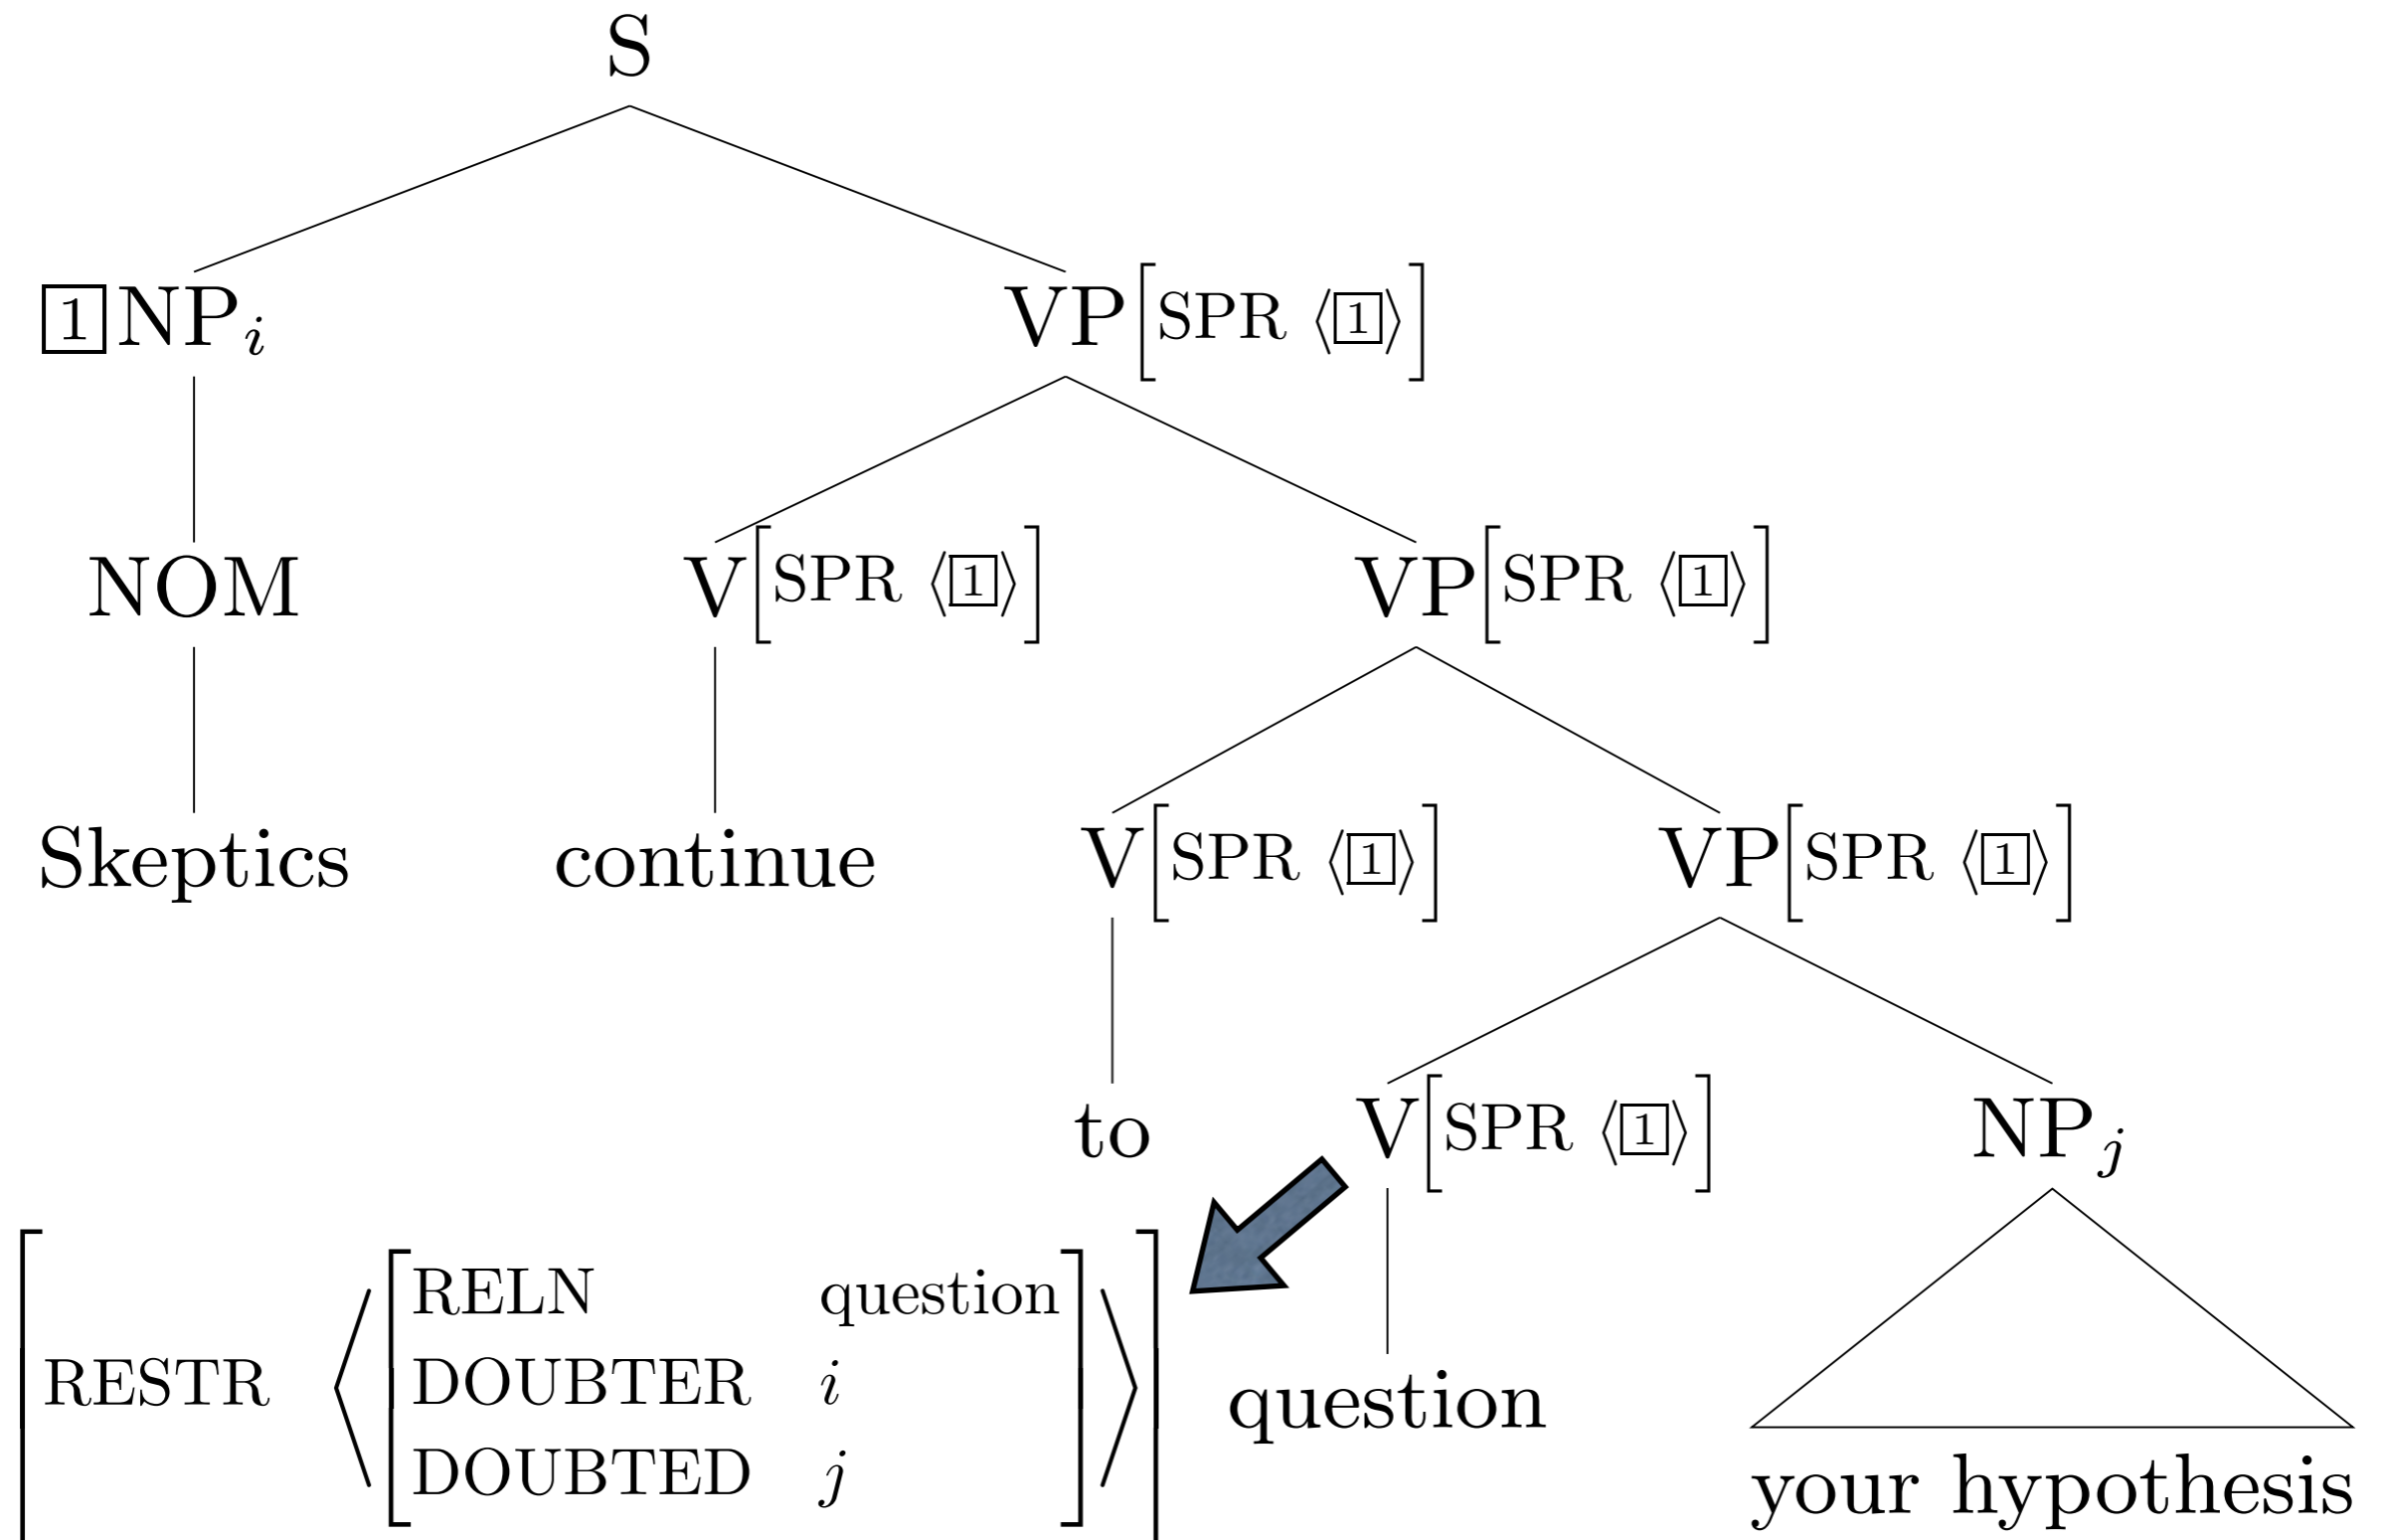 S
1 NP i VP [ SPR ⟨ 1 ⟩ ]
NOM V [ SPR ⟨ 1 ⟩ ] VP [ SPR ⟨ 1 ⟩ ]
Skeptics continue V [ SPR ⟨ 1 ⟩ ] VP [ SPR ⟨ 1 ⟩ ]
to V [ SPR ⟨ 1 ⟩ ] NP j
RELN question
RESTR DOUBTER i question
DOUBTED j your hypothesis